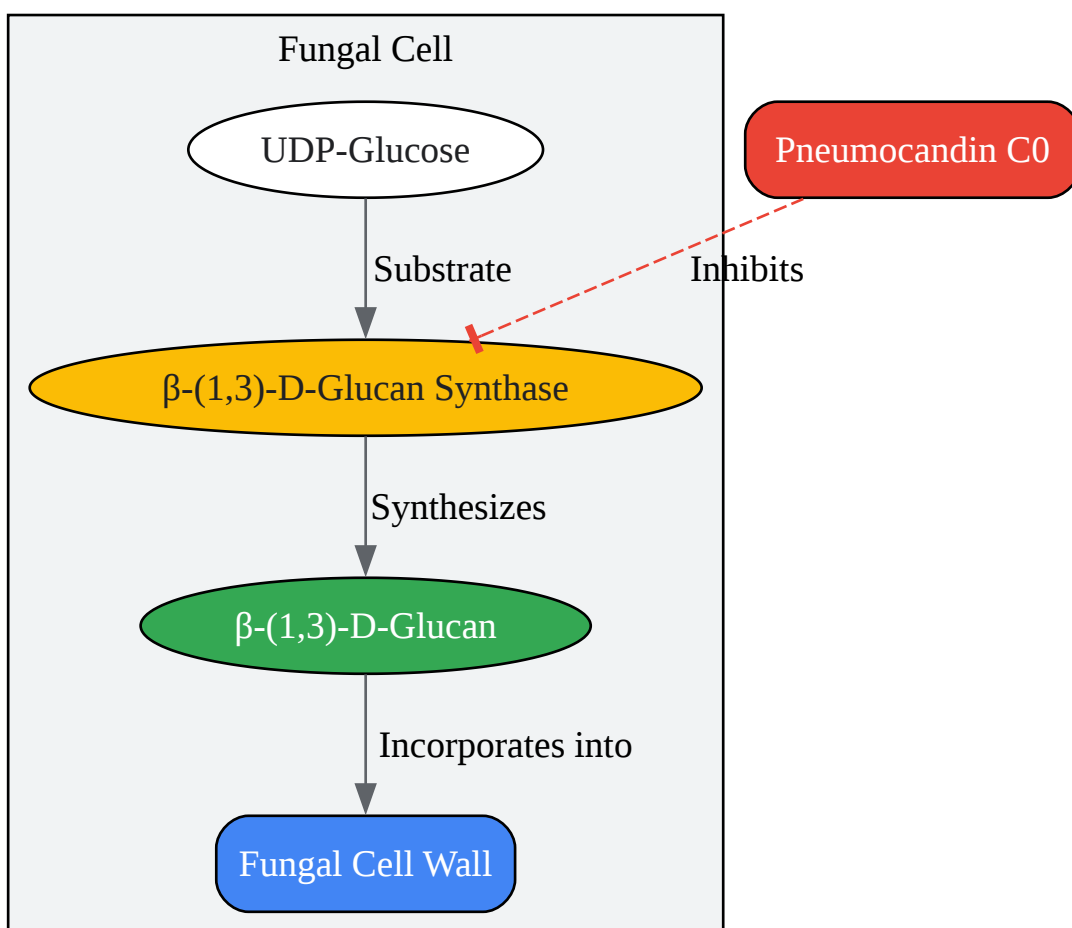 Fungal Cell
UDP-Glucose
Pneumocandin C0
Substrate
Inhibits
β-(1,3)-D-Glucan Synthase
Synthesizes
β-(1,3)-D-Glucan
Incorporates into
Fungal Cell Wall